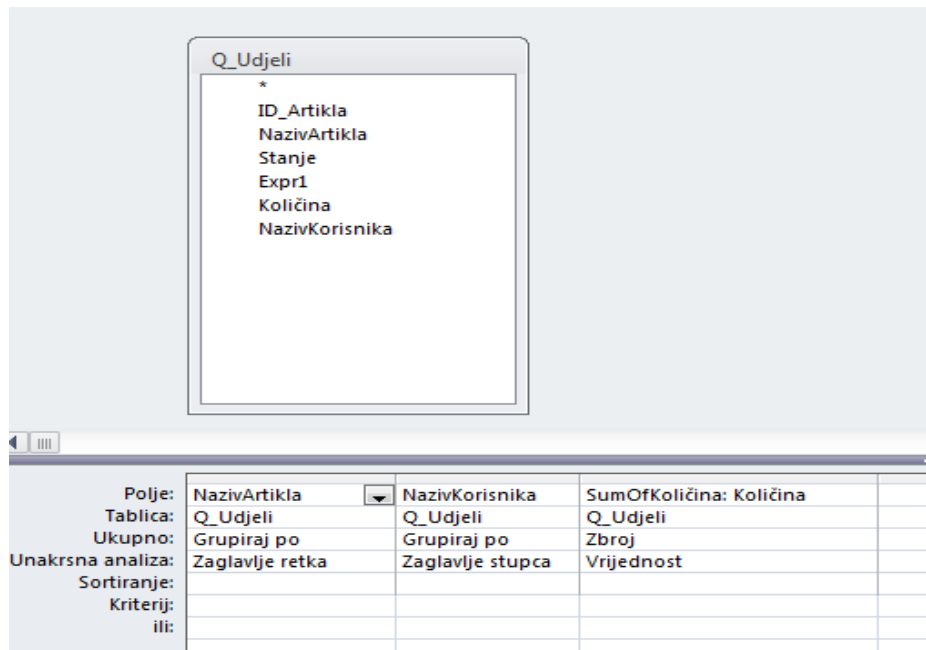 Q_Udjeli
*
ID_Artikla
NazivArtikla
Stanje
Expr1
Količina
NazivKorisnika
Polje: NazivArtikla NazivKorisnika SumOfKoličina: Količina
Tablica: Q_Udjeli Q_Udjeli Q_Udjeli
Ukupno: Grupiraj po Grupiraj po Zbroj
Unakrsna analiza: Zaglavlje retka Zaglavlje stupca Vrijednost
Sortiranje:
Kriterij:
ili: